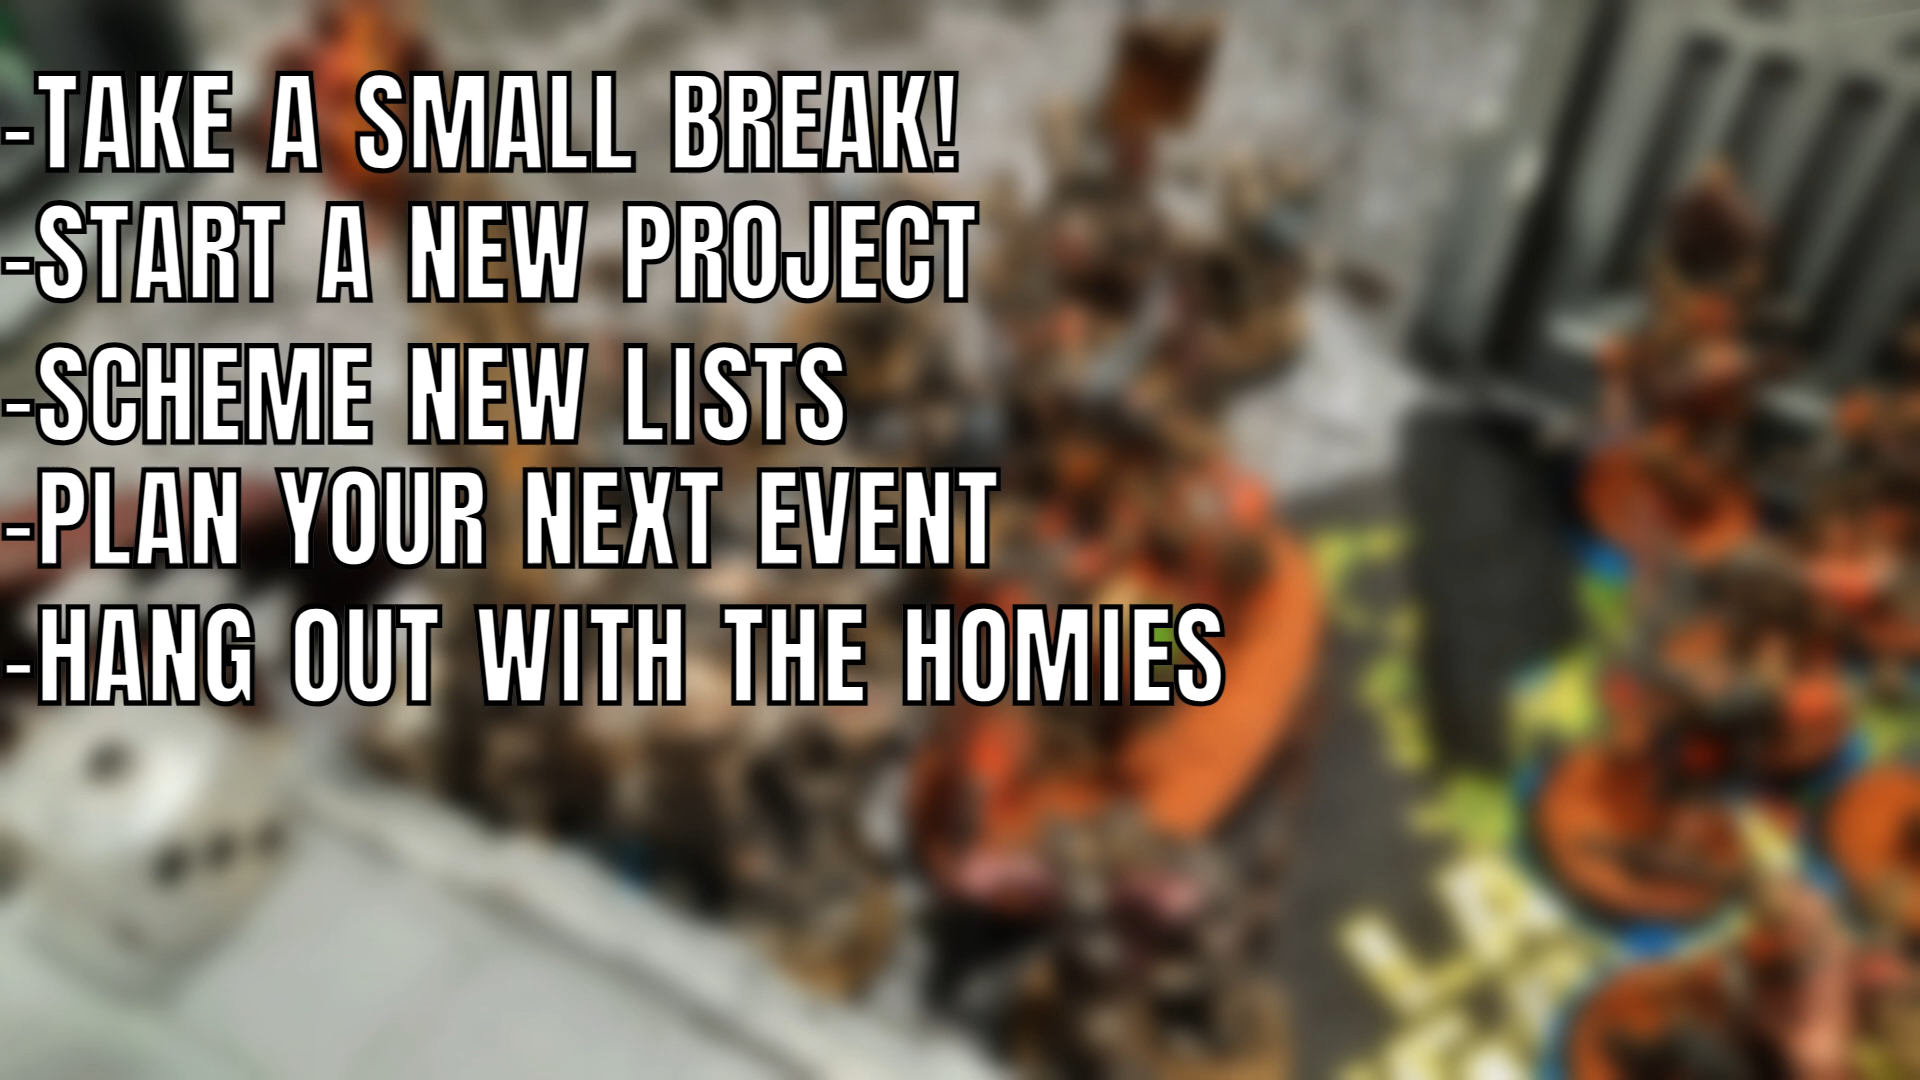 -TAKE A SMALL BREAK!
-START A NEW PROJECT
-SCHEME NEW LISTS
-PLAN YOUR NEXT EVENT
-HANG OUT WITH THE HOMIES